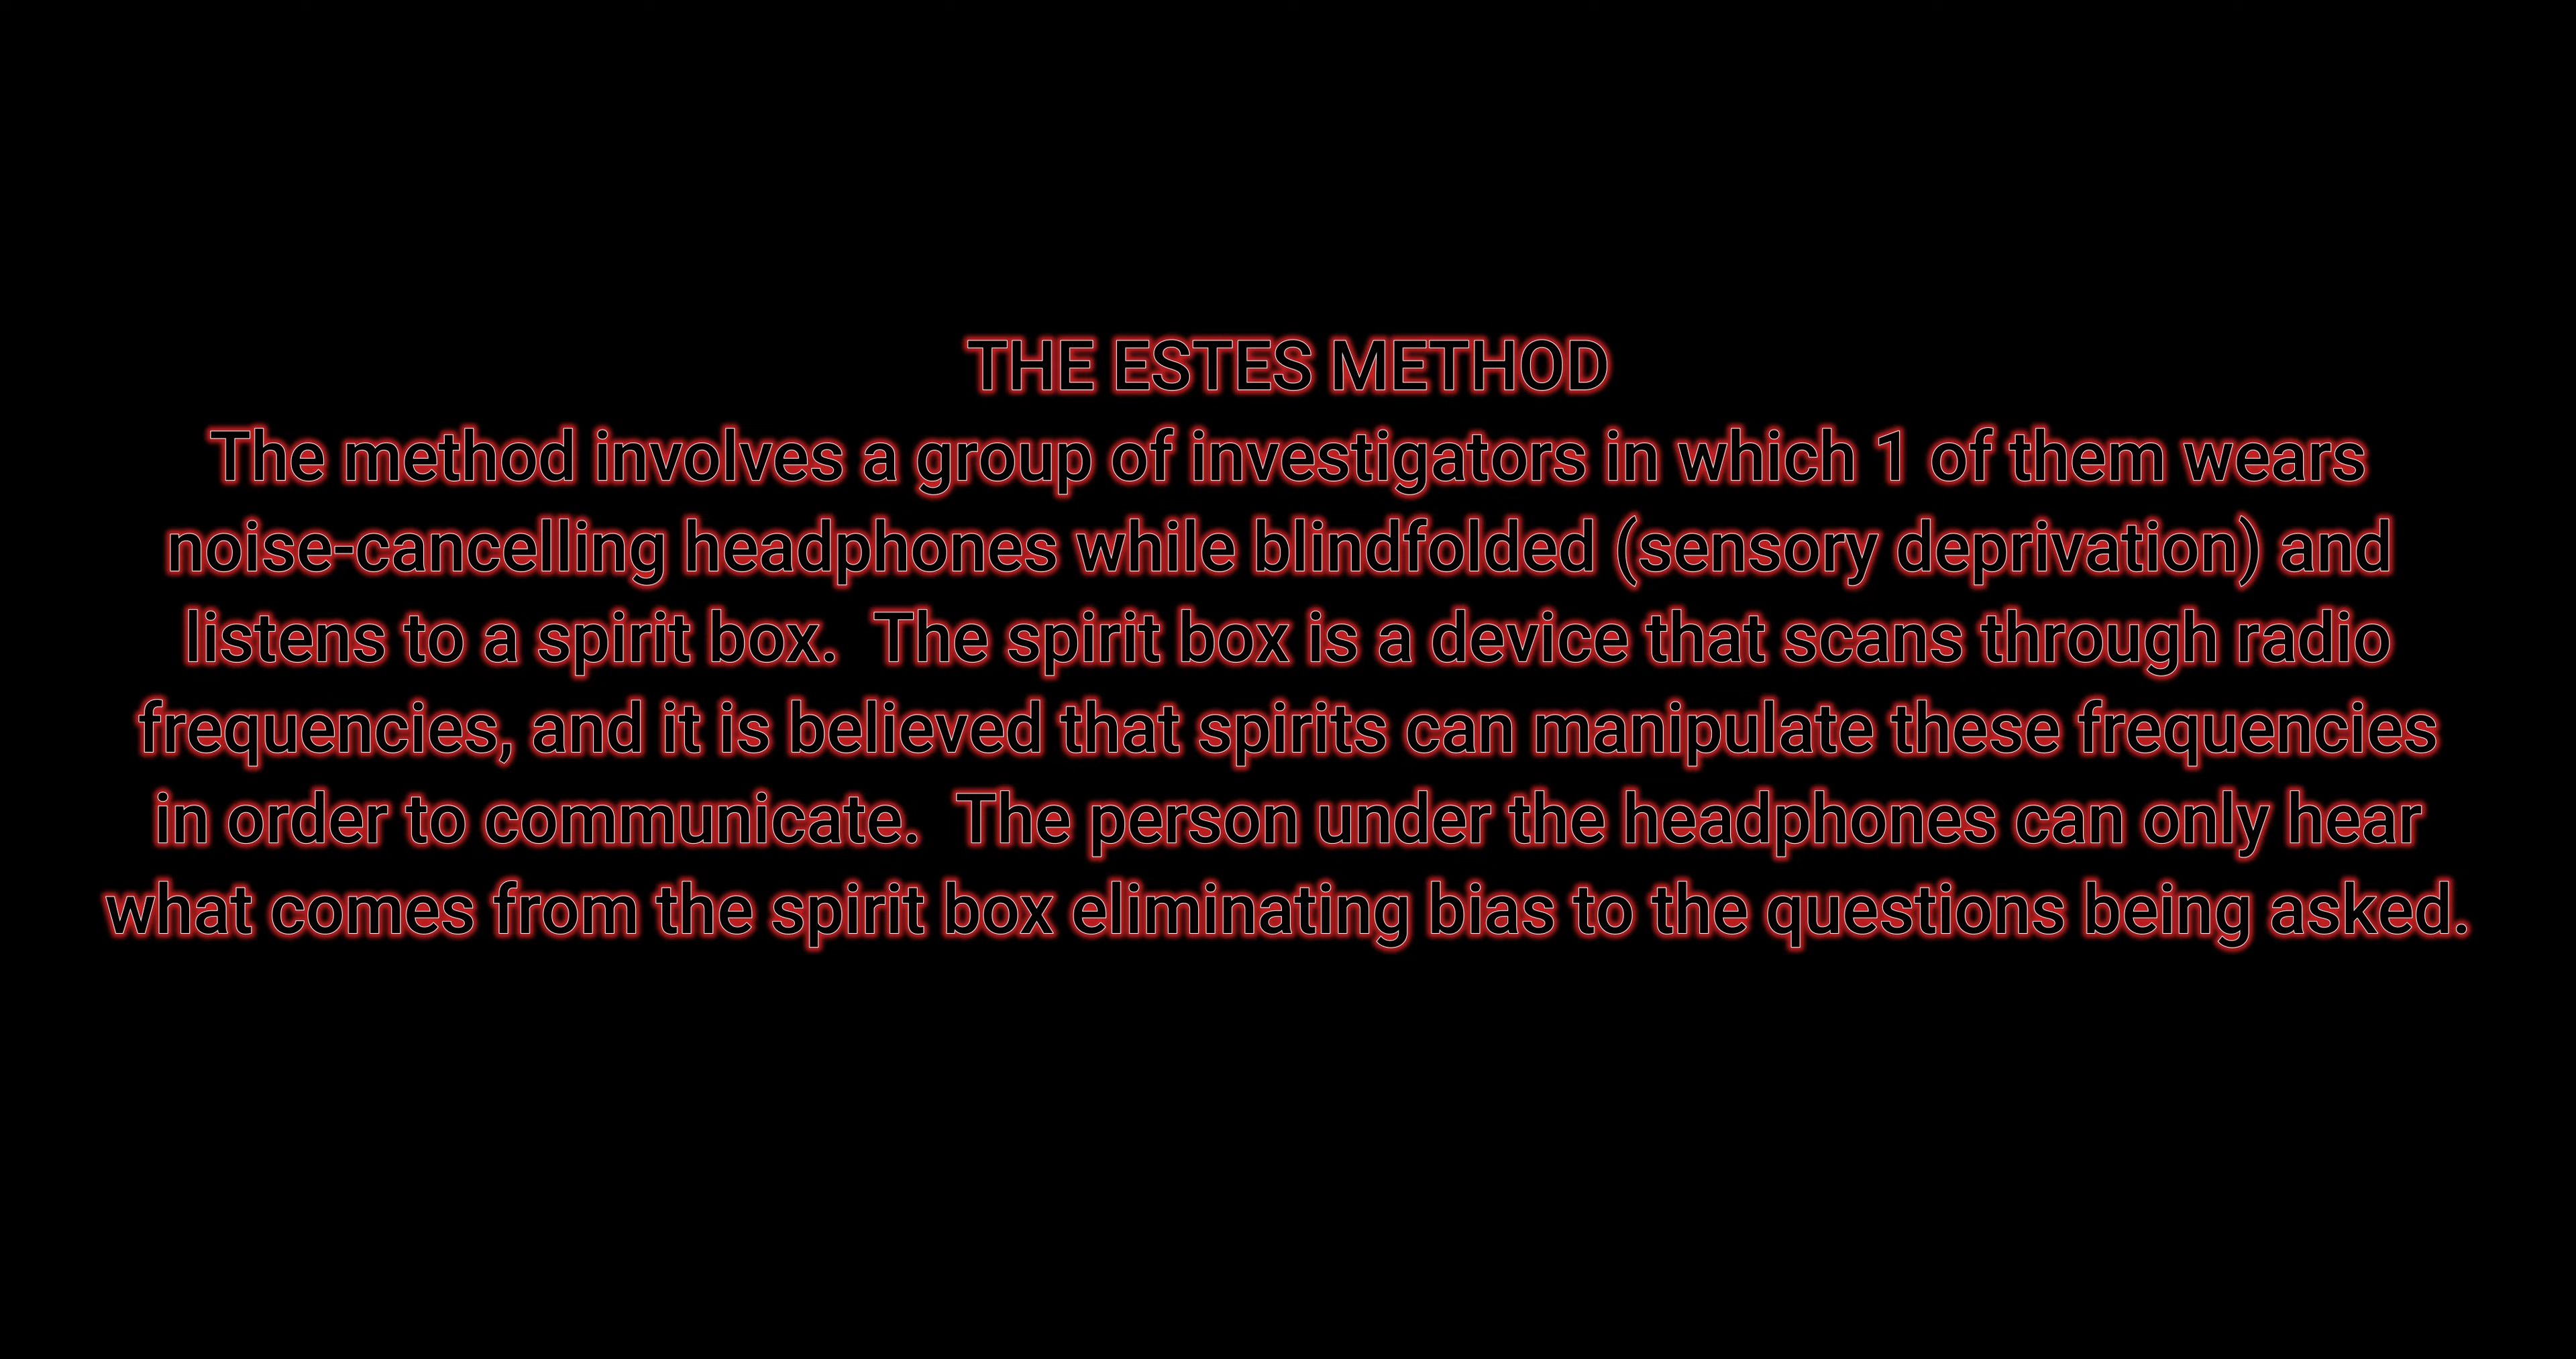 THE ESTES METHOD
The method involves a group of investigators in which 1 of them wears
noise-cancelling headphones while blindfolded (sensory deprivation) and
listens to a spirit box.  The spirit box is a device that scans through radio
frequencies, and it is believed that spirits can manipulate these frequencies
in order to communicate.  The person under the headphones can only hear
what comes from the spirit box eliminating bias to the questions being asked.